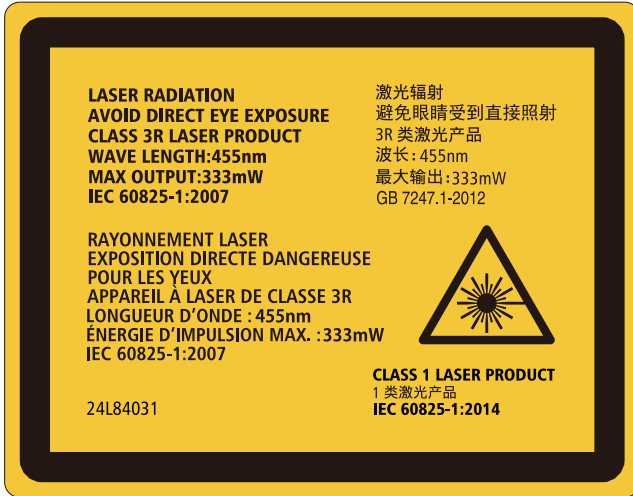 LASER RADIATION
AVOID DIRECT EYE EXPOSURE
CLASS 3R LASER PRODUCT
WAVE LENGTH:455nm
MAX OUTPUT:333mW
IEC 60825-1:2007
激光辐射
避免眼睛受到直接照射
3R 类激光产品
波长: 455nm
最大输出:333mW
GB 7247.1-2012
RAYONNEMENT LASER
EXPOSITION DIRECTE DANGEREUSE
POUR LES YEUX
APPAREIL À LASER DE CLASSE 3R
LONGUEUR D'ONDE : 455nm
ÉNERGIE D'IMPULSION MAX. :333mW
IEC 60825-1:2007
24L84031
CLASS 1 LASER PRODUCT
1 类激光产品
IEC 60825-1:2014